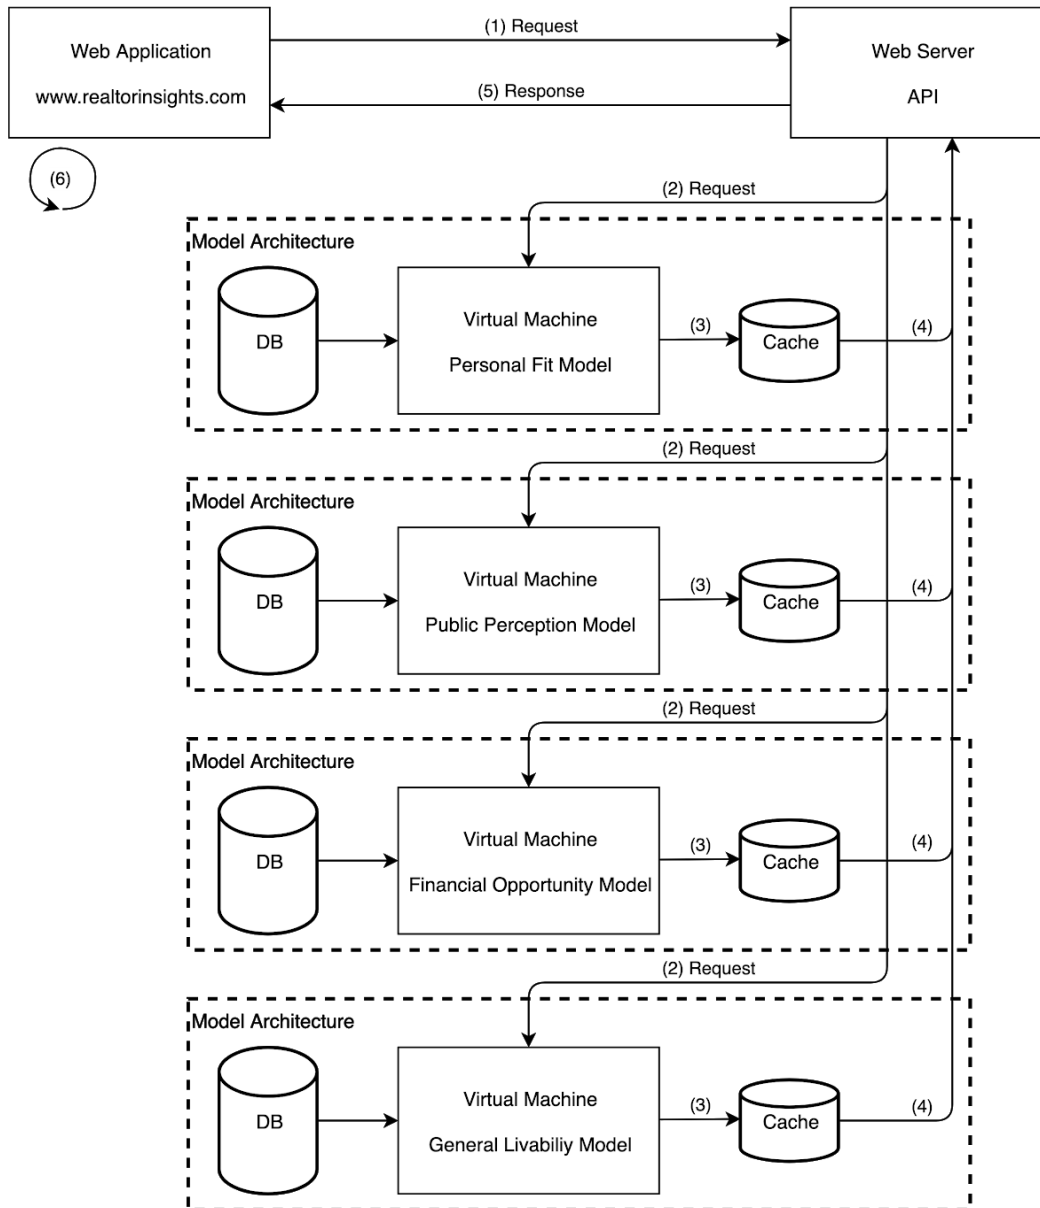 Web Application
www.realtorinsights.com
(1) Request
(5) Response
Web Server
API
(6)
(2) Request
Model Architecture
DB
Virtual Machine
Personal Fit Model
(3)
Cache
(4)
(2) Request
Model Architecture
DB
Virtual Machine
Public Perception Model
(3)
Cache
(4)
(2) Request
Model Architecture
DB
Virtual Machine
Financial Opportunity Model
(3)
Cache
(4)
(2) Request
Model Architecture
DB
Virtual Machine
General Livabiliy Model
(3)
Cache
(4)